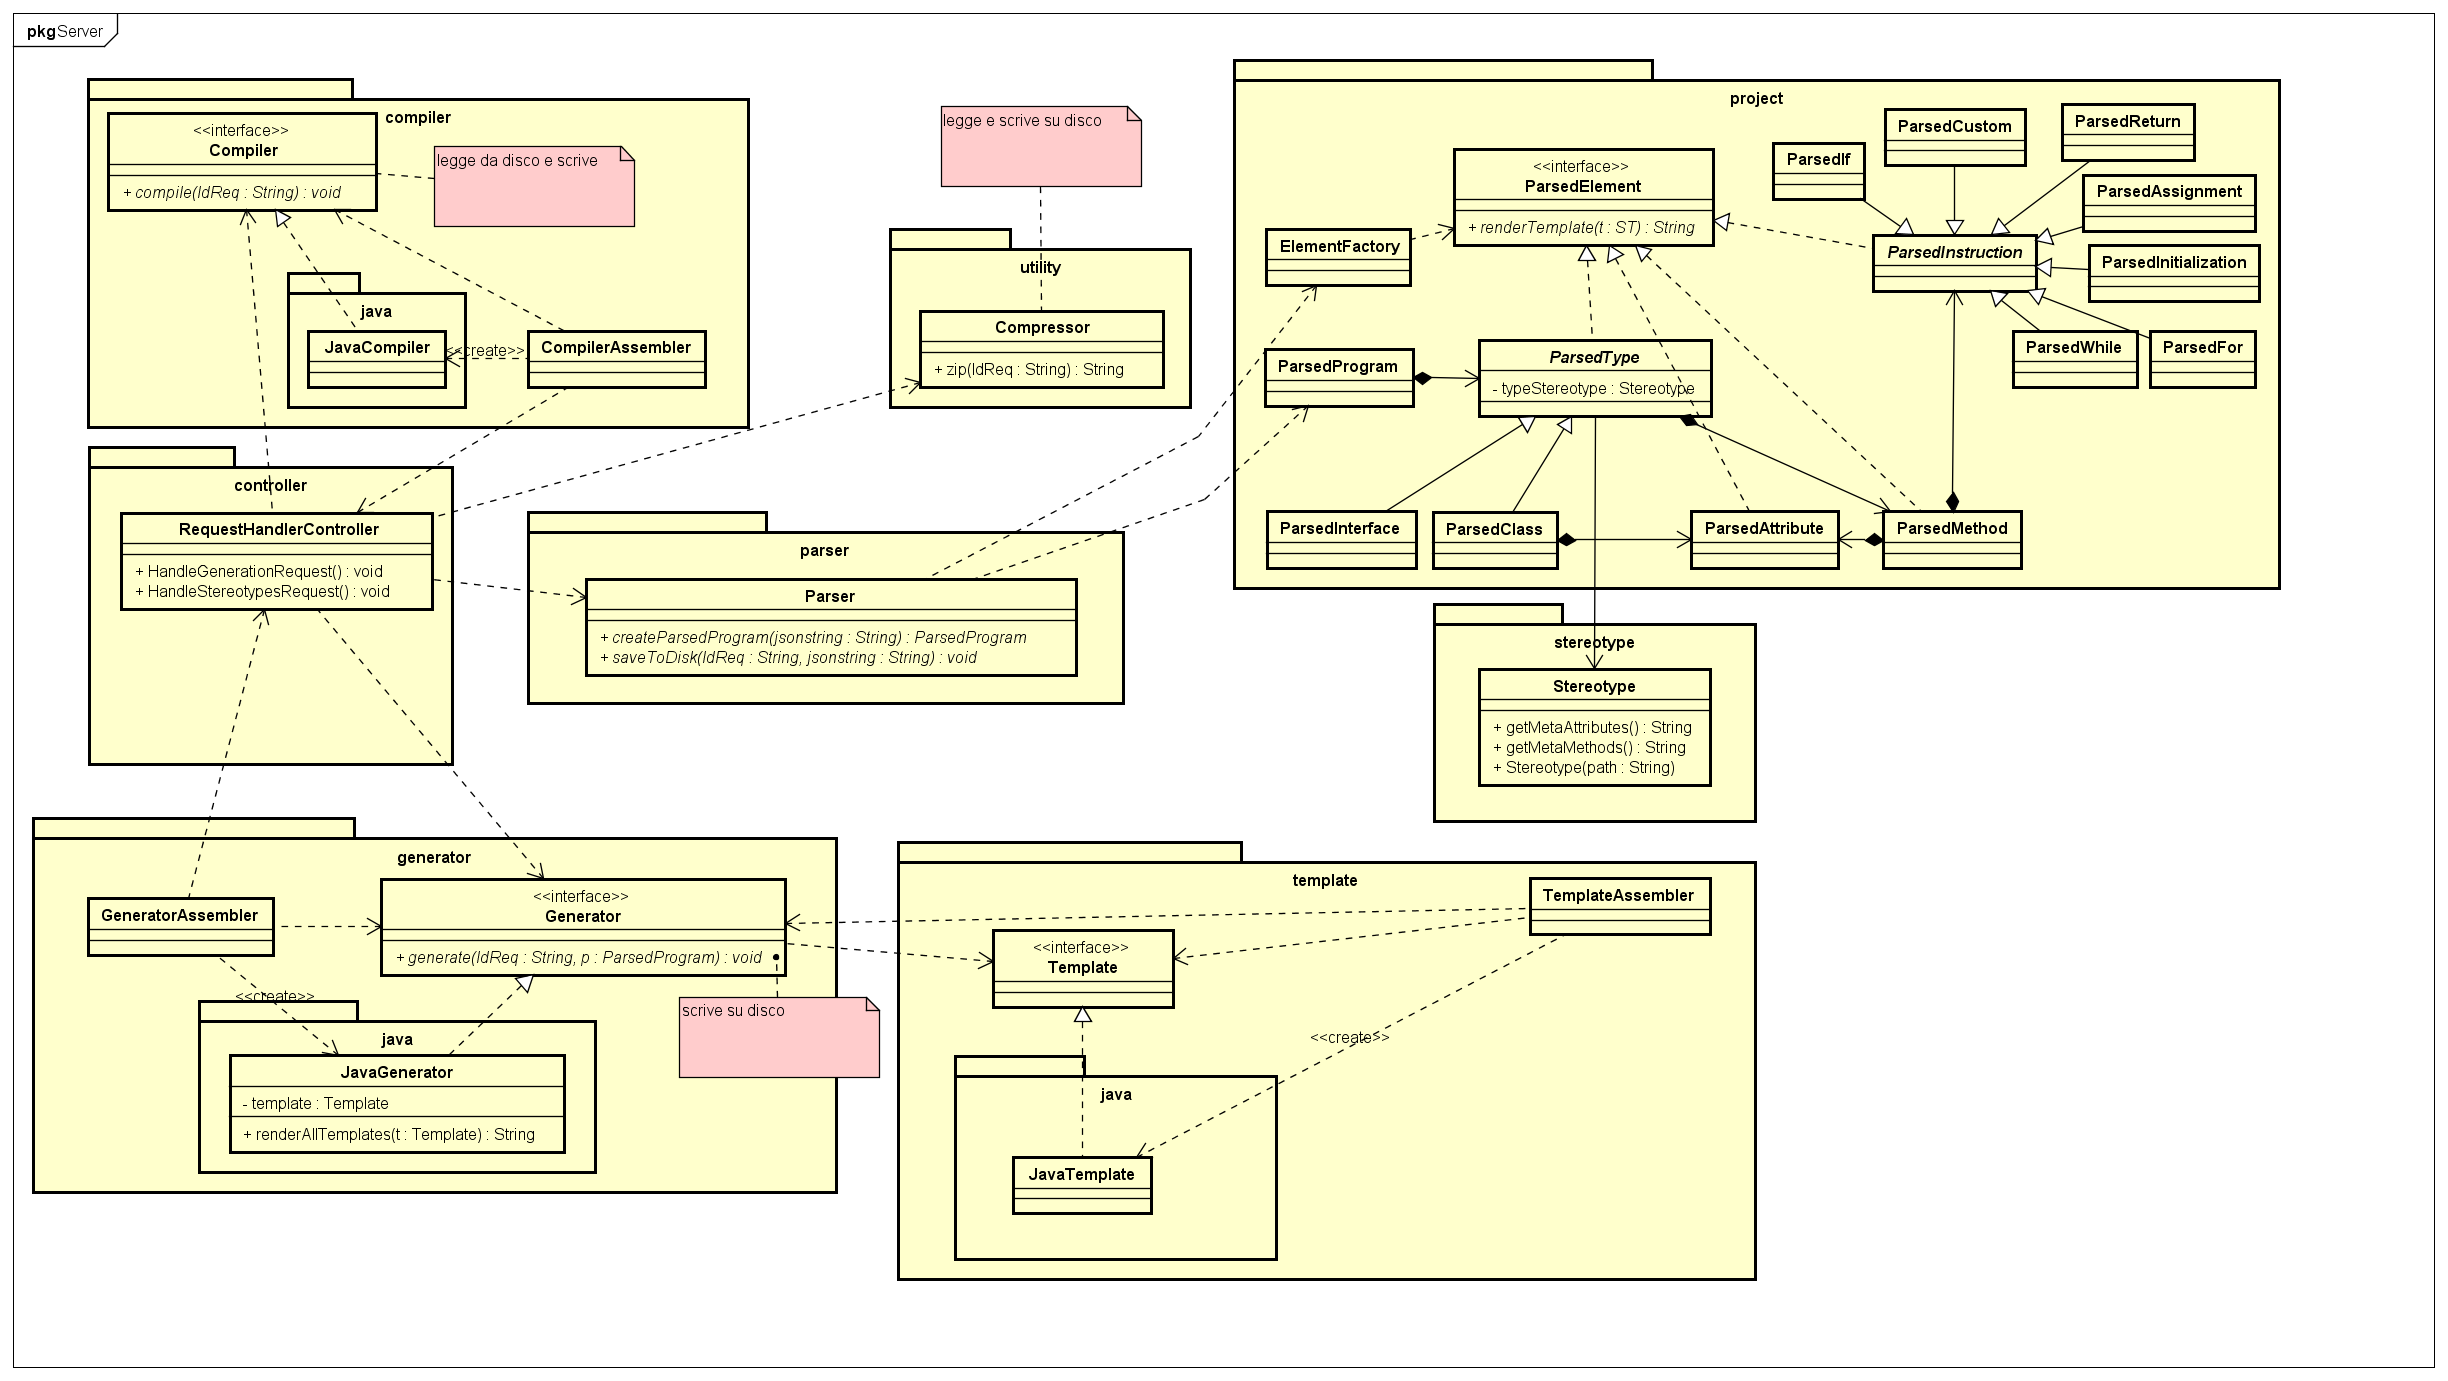 pkgServer
compiler
<<interface>>
Compiler
+ compile(IdReq : String) : void
legge da disco e scrive
java
JavaCompiler
<<create>>
CompilerAssembler
legge e scrive su disco
utility
Compressor
+ zip(IdReq : String) : String
project
<<interface>>
ParsedElement
+ renderTemplate(t : ST) : String
ElementFactory
ParsedIf
ParsedCustom
ParsedReturn
ParsedAssignment
ParsedInstruction
ParsedInitialization
ParsedWhile
ParsedFor
ParsedProgram
ParsedType
- typeStereotype : Stereotype
ParsedInterface
ParsedClass
ParsedAttribute
ParsedMethod
controller
RequestHandlerController
+ HandleGenerationRequest() : void
+ HandleStereotypesRequest() : void
parser
Parser
+ createParsedProgram(jsonstring : String) : ParsedProgram
+ saveToDisk(IdReq : String, jsonstring : String) : void
stereotype
Stereotype
+ getMetaAttributes() : String
+ getMetaMethods() : String
+ Stereotype(path : String)
generator
GeneratorAssembler
<<interface>>
Generator
+ generate(IdReq : String, p : ParsedProgram) : void
scrive su disco
<<create>>
java
JavaGenerator
- template : Template
+ renderAllTemplates(t : Template) : String
template
TemplateAssembler
<<interface>>
Template
<<create>>
java
JavaTemplate